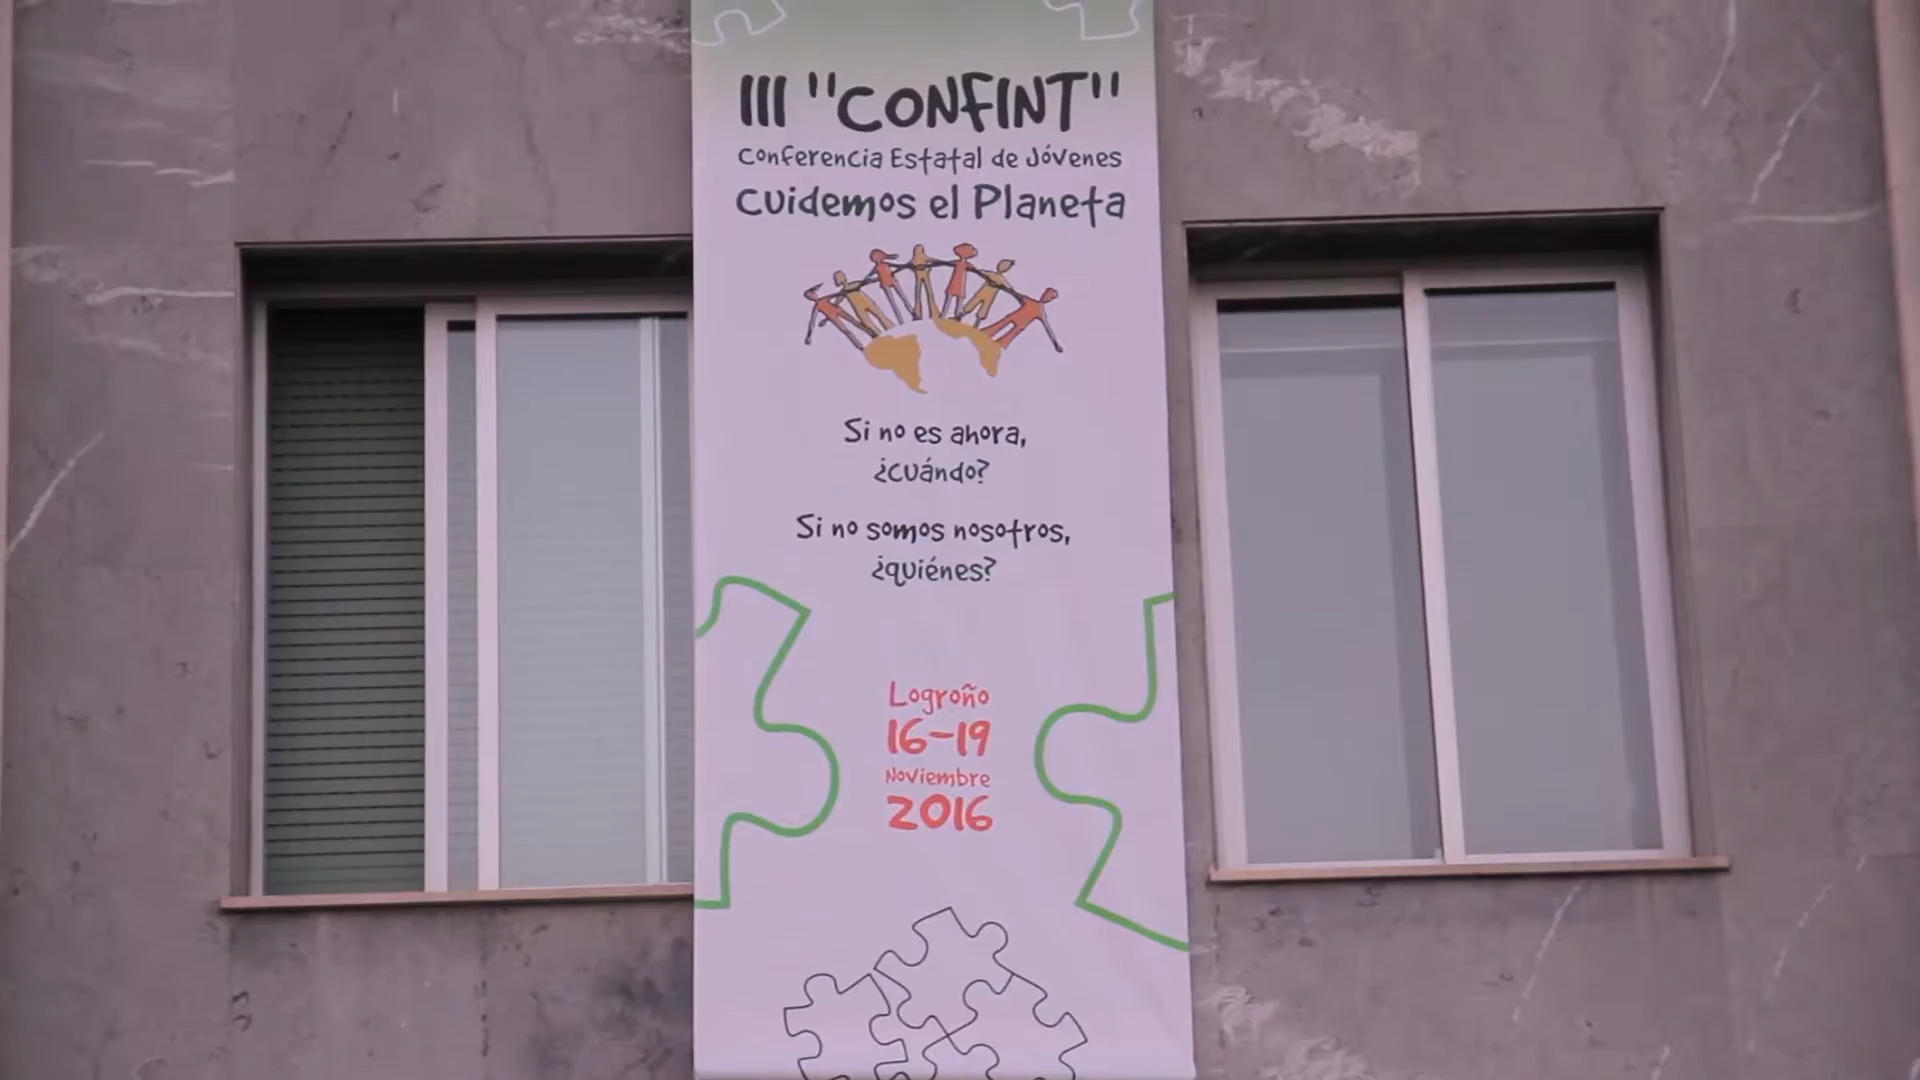 III "CONFINT"
Conferencia Estatal de Jóvenes
Cuidemos el Planeta
Si no es ahora,
¿cuándo?
Si no somos nosotros,
¿quiénes?
Logroño
16-19
Noviembre
2016